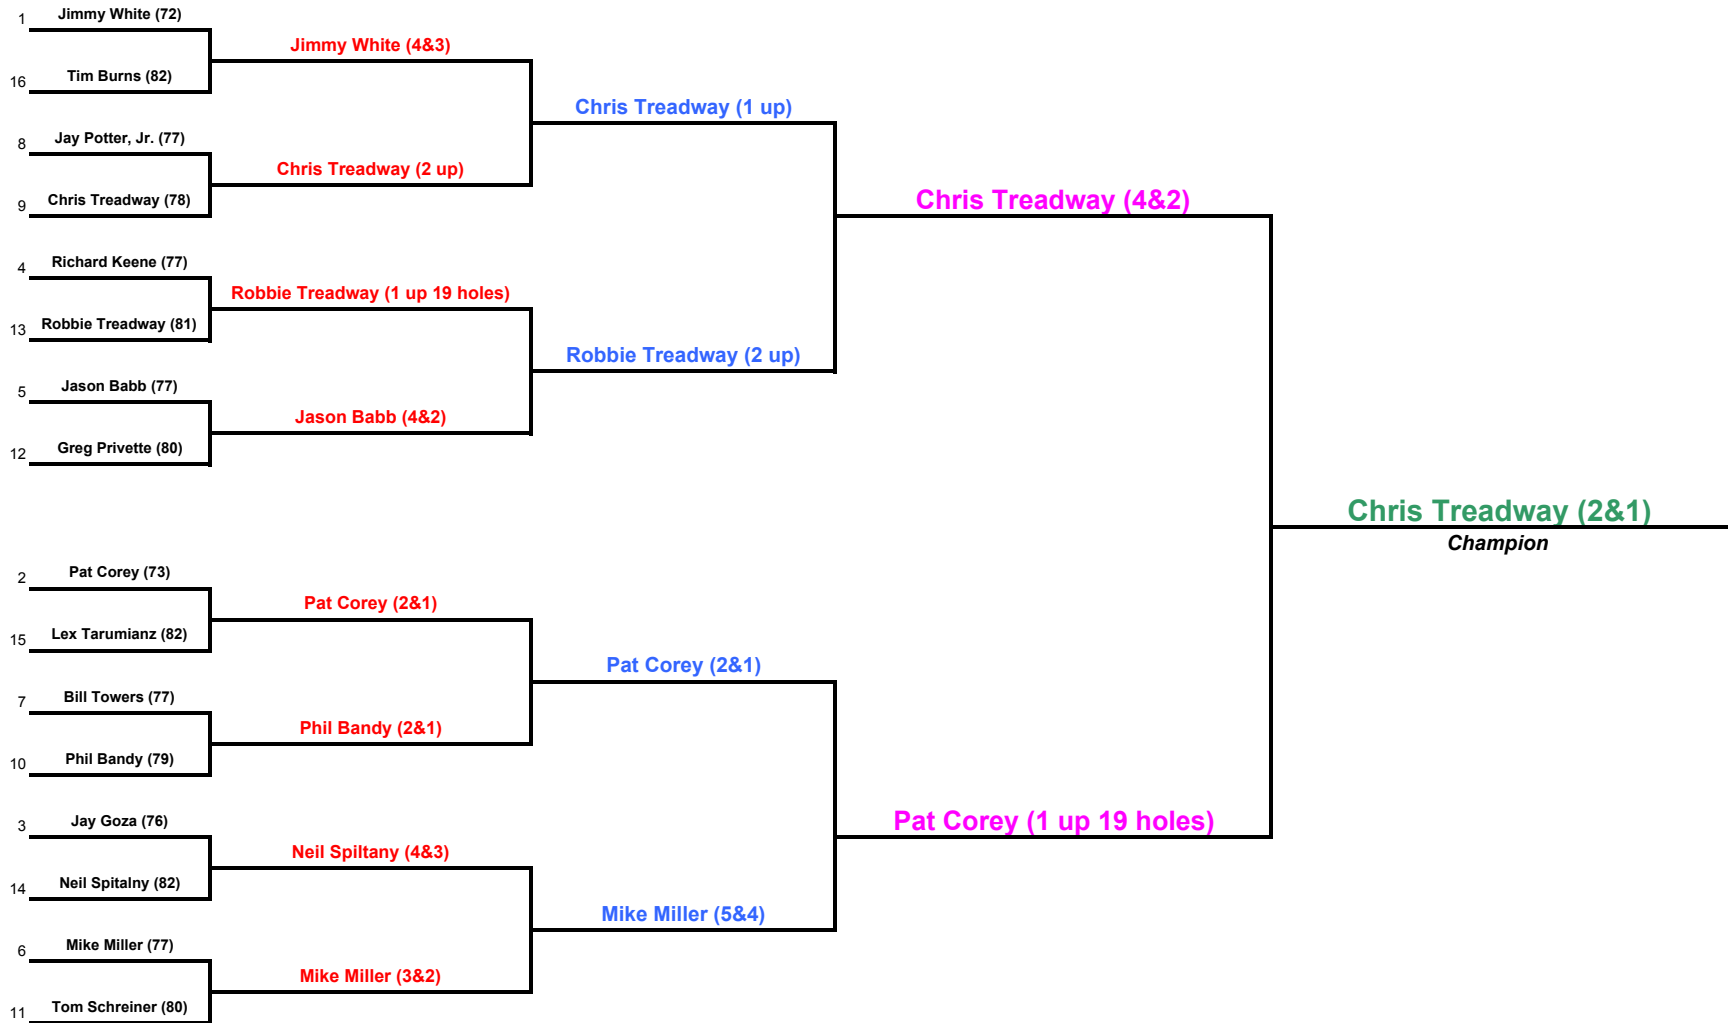 1 Jimmy White (72)
Jimmy White (4&3)
16 Tim Burns (82)
Chris Treadway (1 up)
8 Jay Potter, Jr. (77)
Chris Treadway (2 up)
9 Chris Treadway (78)
Chris Treadway (4&2)
4 Richard Keene (77)
Robbie Treadway (1 up 19 holes)
13 Robbie Treadway (81)
Robbie Treadway (2 up)
5 Jason Babb (77)
Jason Babb (4&2)
12 Greg Privette (80)
Chris Treadway (2&1)
Champion
2 Pat Corey (73)
Pat Corey (2&1)
15 Lex Tarumianz (82)
Pat Corey (2&1)
7 Bill Towers (77)
Phil Bandy (2&1)
10 Phil Bandy (79)
Pat Corey (1 up 19 holes)
3 Jay Goza (76)
Neil Spiltany (4&3)
14 Neil Spitalny (82)
Mike Miller (5&4)
6 Mike Miller (77)
Mike Miller (3&2)
11 Tom Schreiner (80)